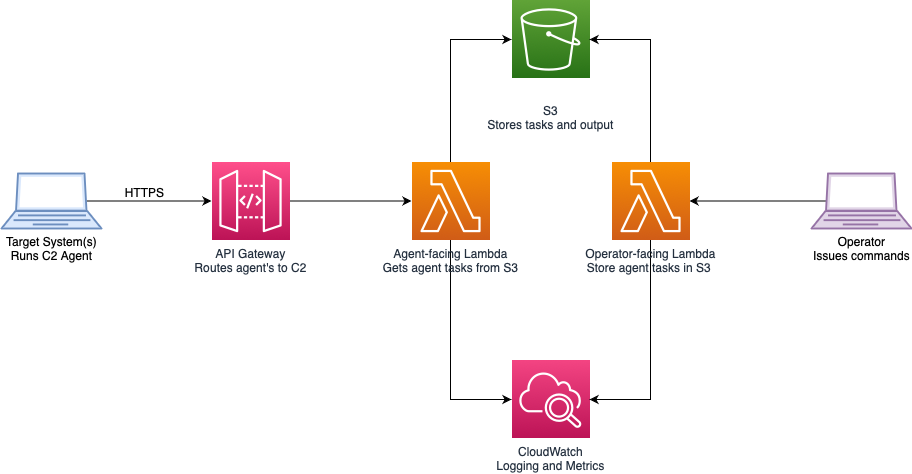 S3
Stores tasks and output
HTTPS
Target System(s)
Runs C2 Agent
API Gateway
Routes agent's to C2
Agent-facing Lambda
Gets agent tasks from S3
Operator-facing Lambda
Store agent tasks in S3
Operator
Issues commands
CloudWatch
Logging and Metrics